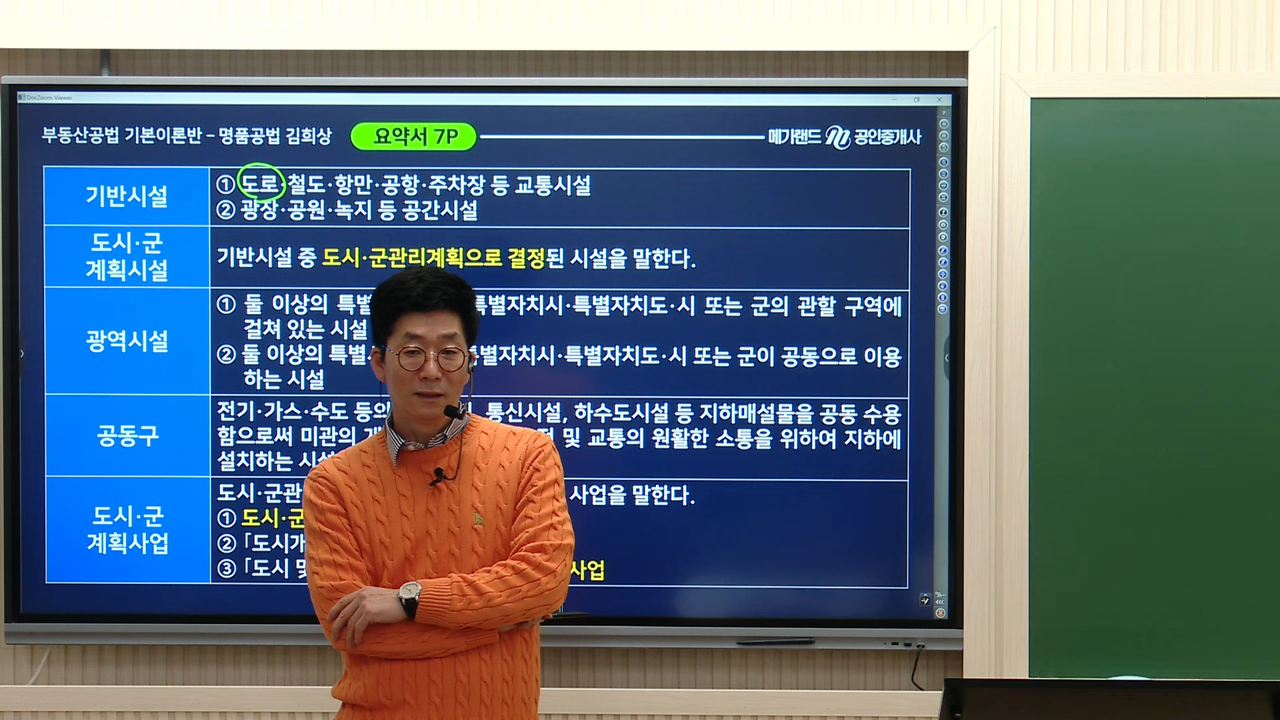 DocZoom Viewer
부동산공법 기본이론반 – 명품공법 김희상
요약서 7P
메가랜드 공인중개사
기반시설
① 도로·철도·항만·공항·주차장 등 교통시설
② 광장·공원·녹지 등 공간시설
도시·군
계획시설
기반시설 중 도시·군관리계획으로 결정된 시설을 말한다.
광역시설
① 둘 이상의 특별 특별자치시·특별자치도·시 또는 군의 관할 구역에
걸쳐 있는 시설
② 둘 이상의 특별 특별자치시·특별자치도·시 또는 군이 공동으로 이용
하는 시설
공동구
전기·가스·수도 등의 통신시설, 하수도시설 등 지하매설물을 공동 수용
함으로써 미관의 및 교통의 원활한 소통을 위하여 지하에
설치하는 시설
도시·군
계획사업
도시·군관 사업을 말한다.
① 도시·군
② 「도시가
③ 「도시 및 사업